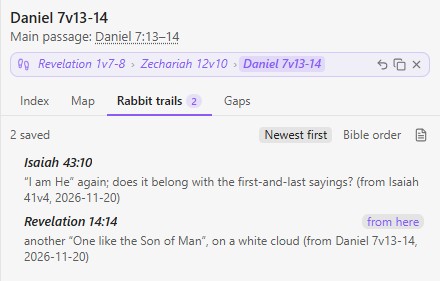 Daniel 7v13-14
Main passage: Daniel 7:13–14
Revelation 1v7-8 › Zechariah 12v10 › Daniel 7v13-14
Index Map Rabbit trails 2 Gaps
2 saved Newest first Bible order
Isaiah 43:10
"I am He" again; does it belong with the first-and-last sayings? (from Isaiah
41v4, 2026-11-20)
Revelation 14:14 from here
another "One like the Son of Man", on a white cloud (from Daniel 7v13-14,
2026-11-20)